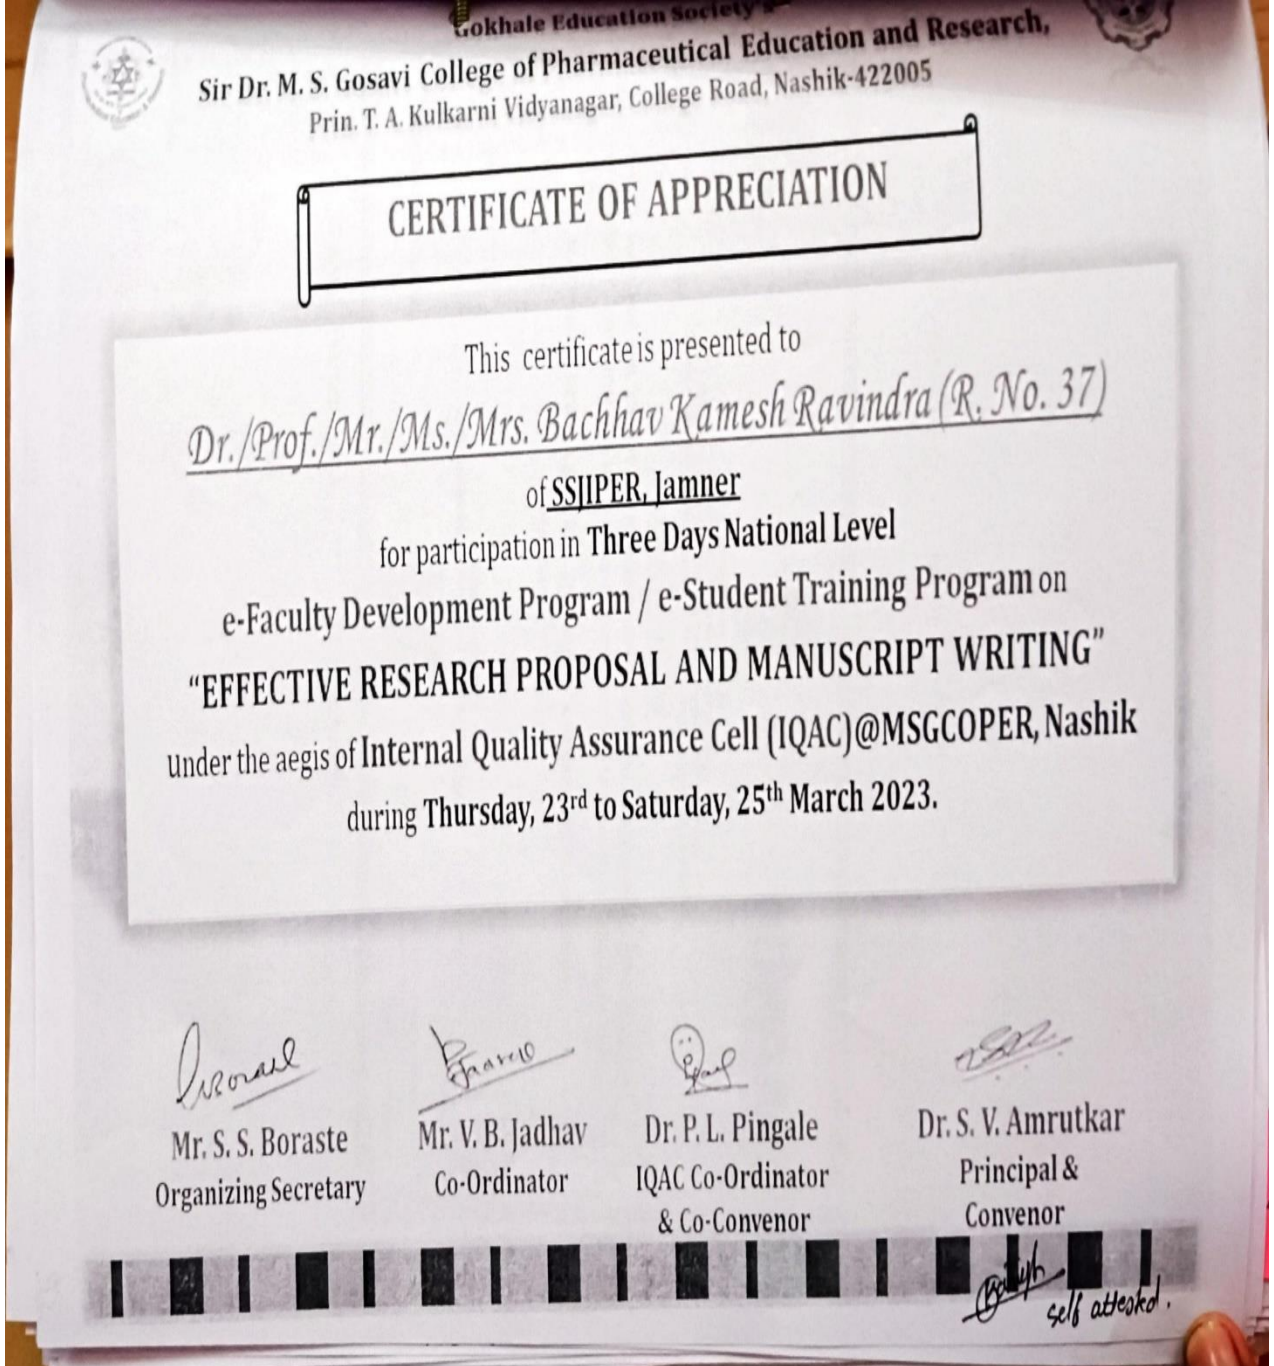 Gokhale Education Society's
Sir Dr. M. S. Gosavi College of Pharmaceutical Education and Research,
Prin. T. A. Kulkarni Vidyanagar, College Road, Nashik-422005
CERTIFICATE OF APPRECIATION
This certificate is presented to
Dr./Prof./Mr./Ms./Mrs. Bachhav Kamesh Ravindra (R. No. 37)
of SSJIPER, Jamner
for participation in Three Days National Level
e-Faculty Development Program / e-Student Training Program on
“EFFECTIVE RESEARCH PROPOSAL AND MANUSCRIPT WRITING”
under the aegis of Internal Quality Assurance Cell (IQAC)@MSGCOPER, Nashik
during Thursday, 23rd to Saturday, 25th March 2023.
Mr. S. S. Boraste Mr. V. B. Jadhav Dr. P. L. Pingale Dr. S. V. Amrutkar
Organizing Secretary Co-Ordinator IQAC Co-Ordinator Principal &
& Co-Convenor Convenor
self attested.